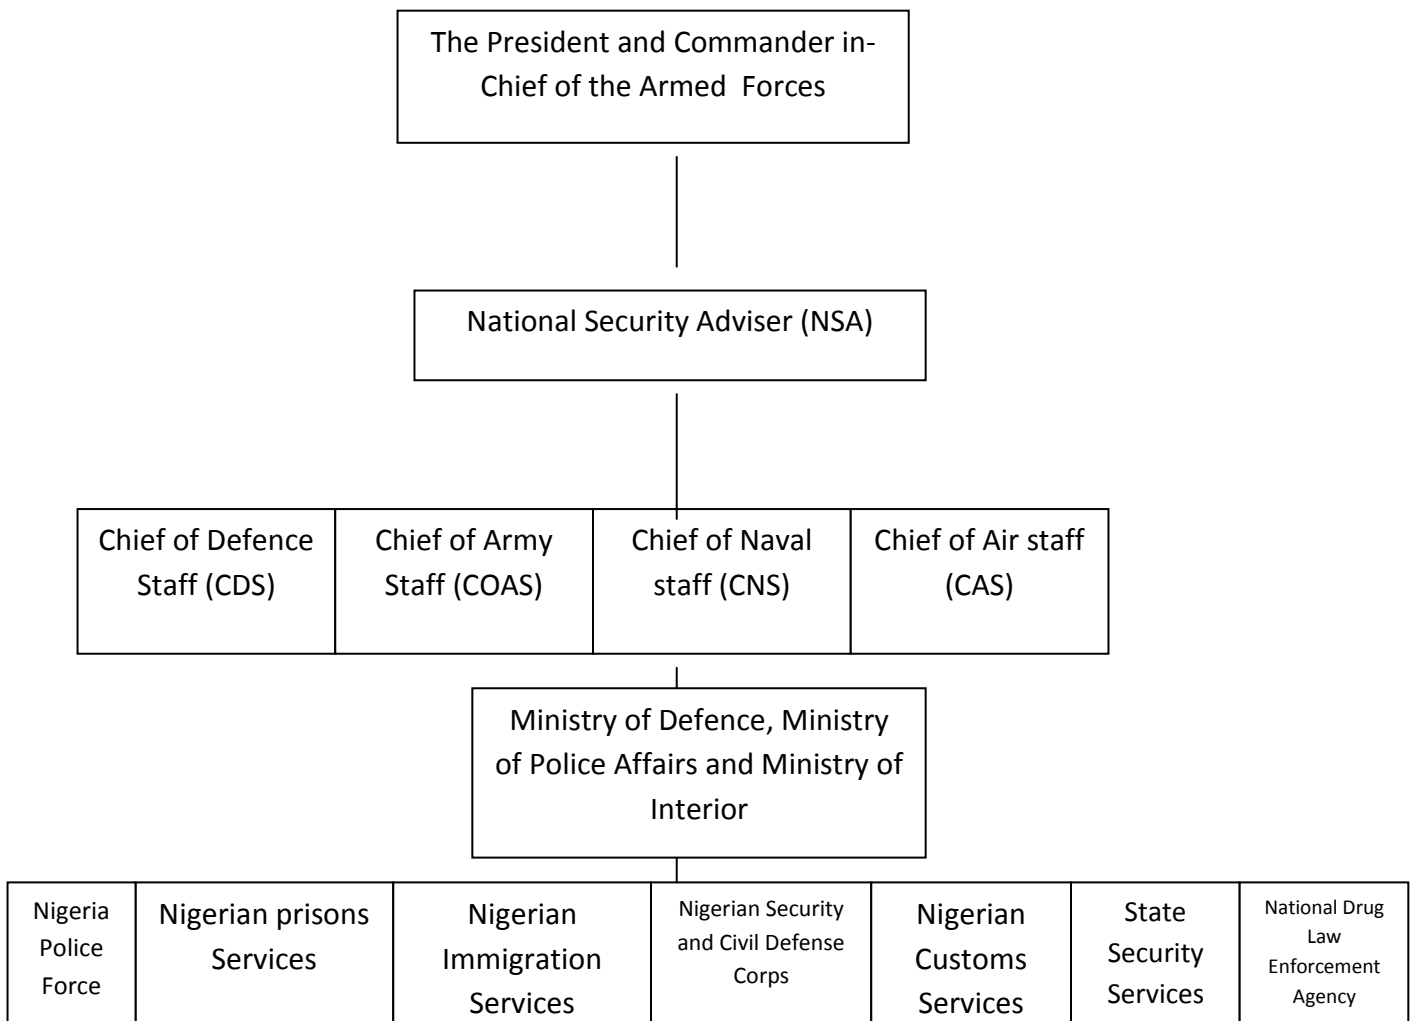 The President and Commander in-
Chief of the Armed  Forces
National Security Adviser (NSA)
Chief of Defence
Staff (CDS)
Chief of Army
Staff (COAS)
Chief of Naval
staff (CNS)
Chief of Air staff
(CAS)
Ministry of Defence, Ministry
of Police Affairs and Ministry of
Interior
Nigeria
Police
Force
Nigerian prisons
Services
Nigerian
Immigration
Services
Nigerian Security
and Civil Defense
Corps
Nigerian
Customs
Services
State
Security
Services
National Drug
Law
Enforcement
Agency